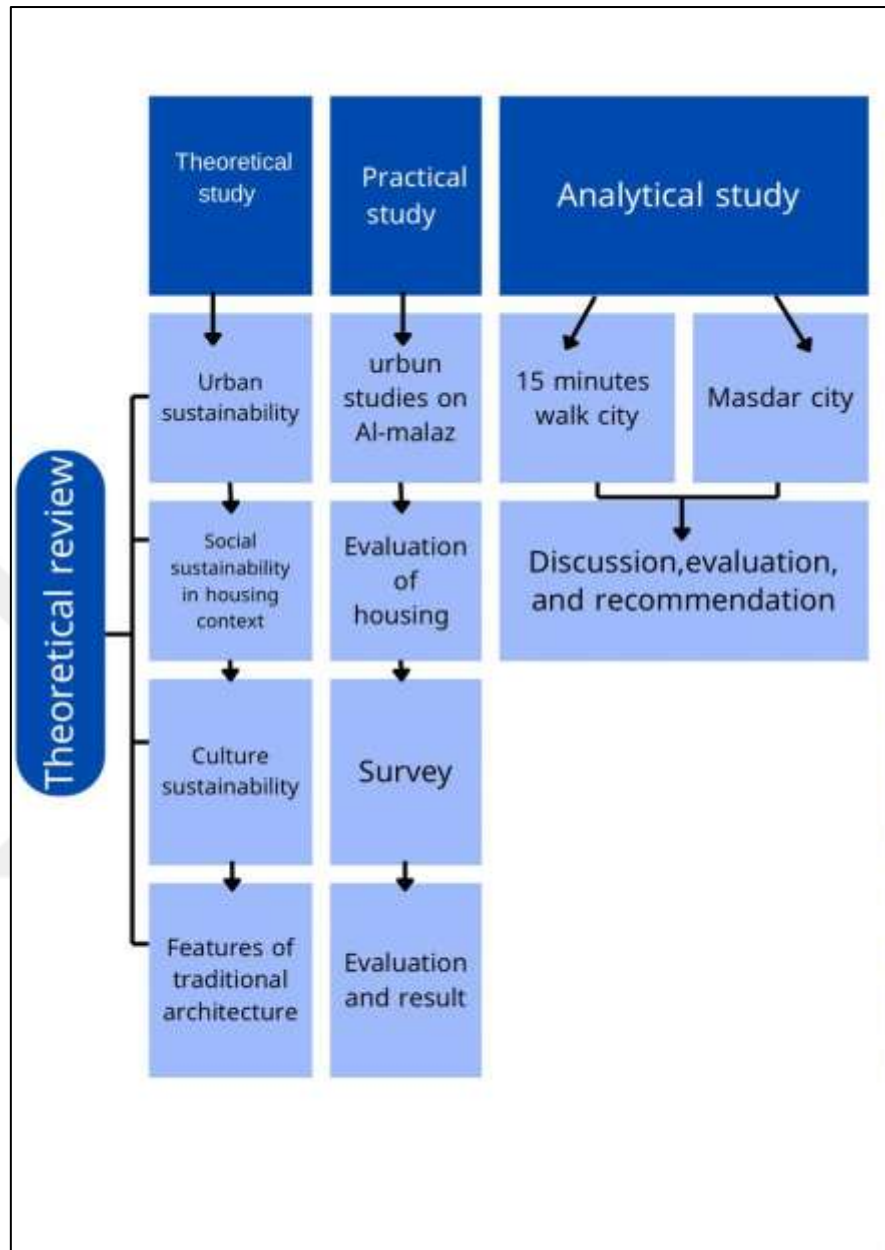 Theoretical review
Theoretical
study
Urban
sustainability
Social
sustainability
in housing
context
Culture
sustainability
Features of
traditional
architecture
Practical
study
urbun
studies on
Al-malaz
Evaluation
of
housing
Survey
Evaluation
and result
Analytical study
15 minutes
walk city
Masdar city
Discussion,evaluation,
and recommendation